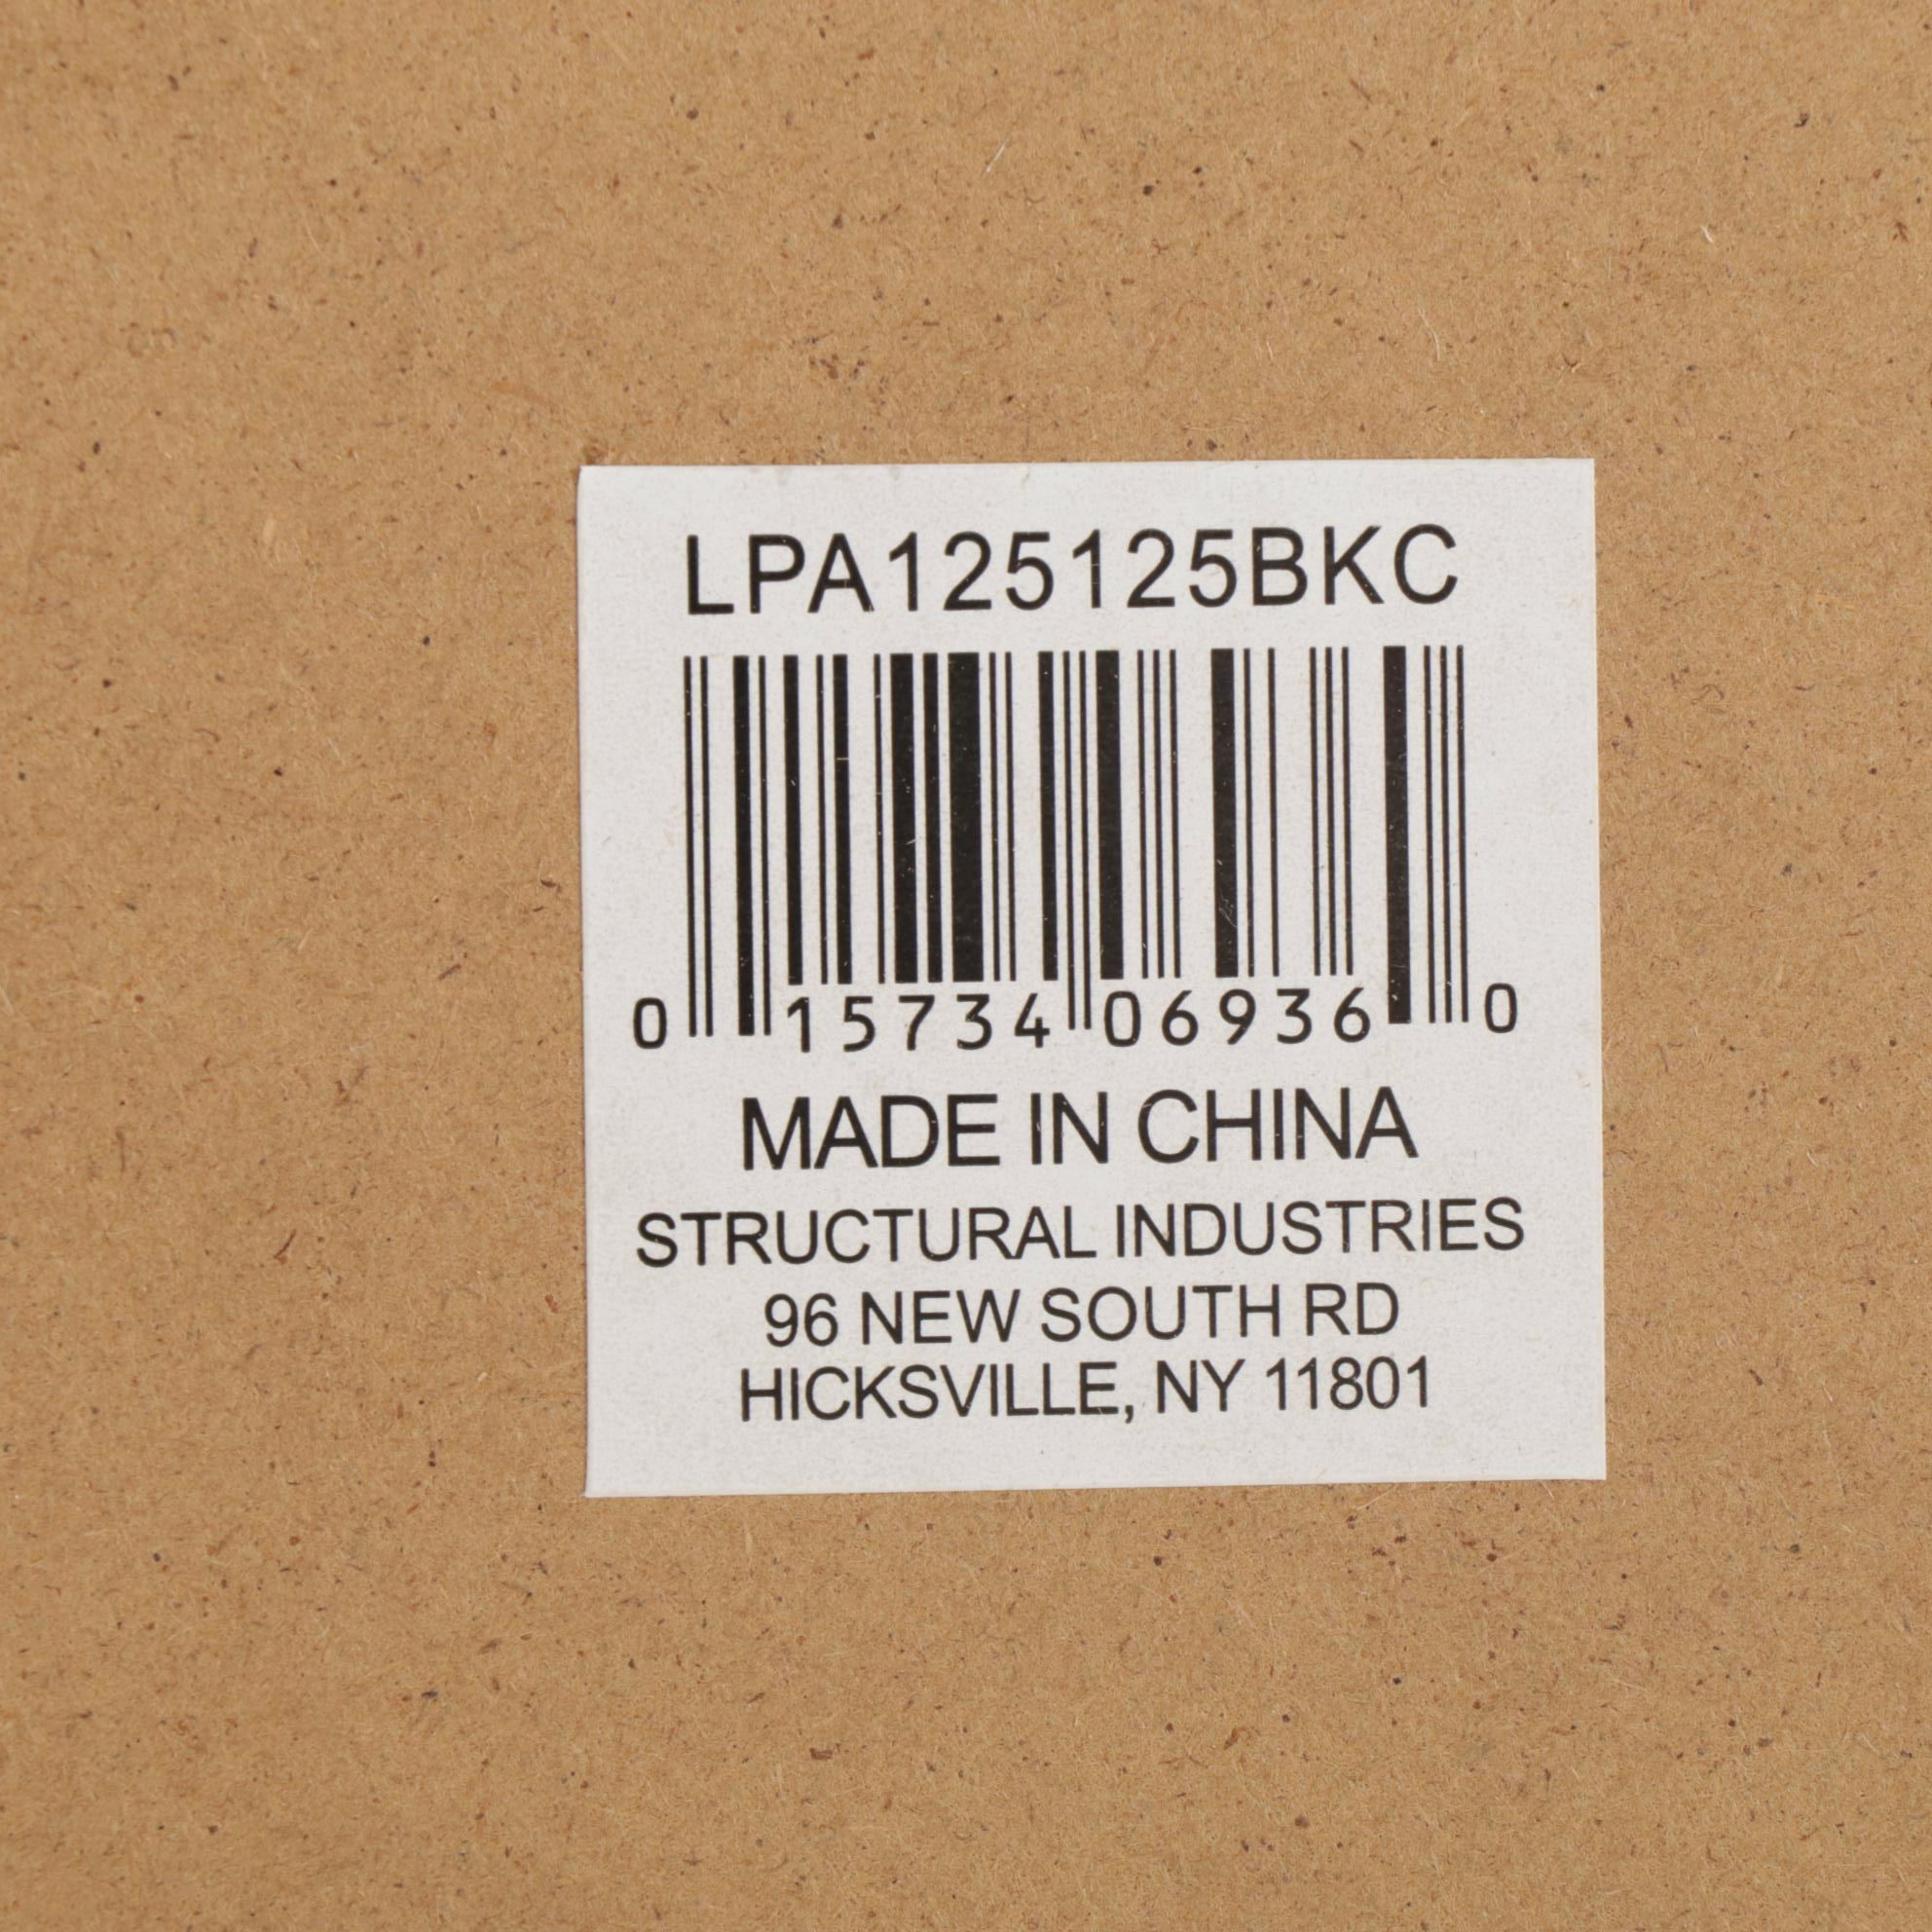 LPA125125BKC
0 15734 06936 0
MADE IN CHINA
STRUCTURAL INDUSTRIES
96 NEW SOUTH RD
HICKSVILLE, NY 11801